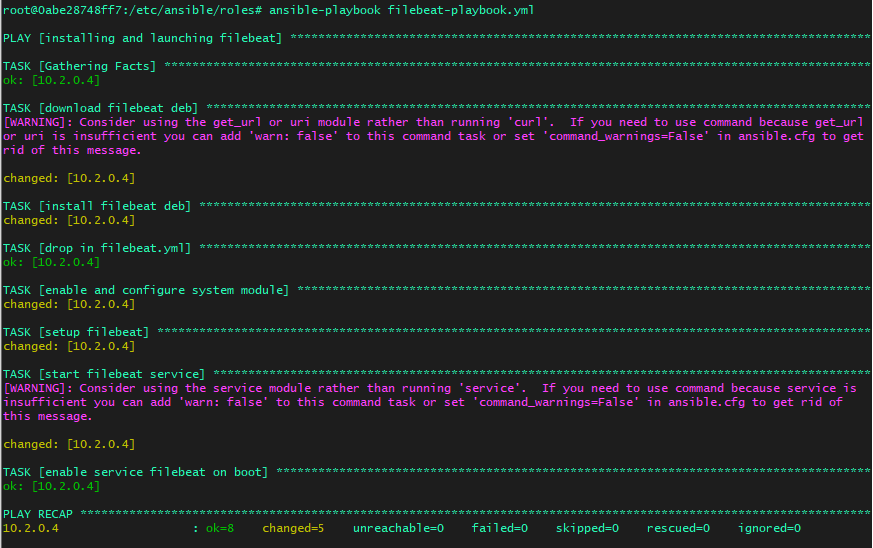 root@0abe28748ff7:/etc/ansible/roles# ansible-playbook filebeat-playbook.yml
PLAY [installing and launching filebeat] ***********************************************************************************
TASK [Gathering Facts] *****************************************************************************************************
ok: [10.2.0.4]
TASK [download filebeat deb] ***********************************************************************************************
[WARNING]: Consider using the get_url or uri module rather than running 'curl'.  If you need to use command because get_url
or uri is insufficient you can add 'warn: false' to this command task or set 'command_warnings=False' in ansible.cfg to get
rid of this message.
changed: [10.2.0.4]
TASK [install filebeat deb] ************************************************************************************************
changed: [10.2.0.4]
TASK [drop in filebeat.yml] ************************************************************************************************
ok: [10.2.0.4]
TASK [enable and configure system module] **********************************************************************************
changed: [10.2.0.4]
TASK [setup filebeat] ******************************************************************************************************
changed: [10.2.0.4]
TASK [start filebeat service] **********************************************************************************************
[WARNING]: Consider using the service module rather than running 'service'.  If you need to use command because service is
insufficient you can add 'warn: false' to this command task or set 'command_warnings=False' in ansible.cfg to get rid of
this message.
changed: [10.2.0.4]
TASK [enable service filebeat on boot] *************************************************************************************
ok: [10.2.0.4]
PLAY RECAP *****************************************************************************************************************
10.2.0.4                   : ok=8    changed=5    unreachable=0    failed=0    skipped=0    rescued=0    ignored=0